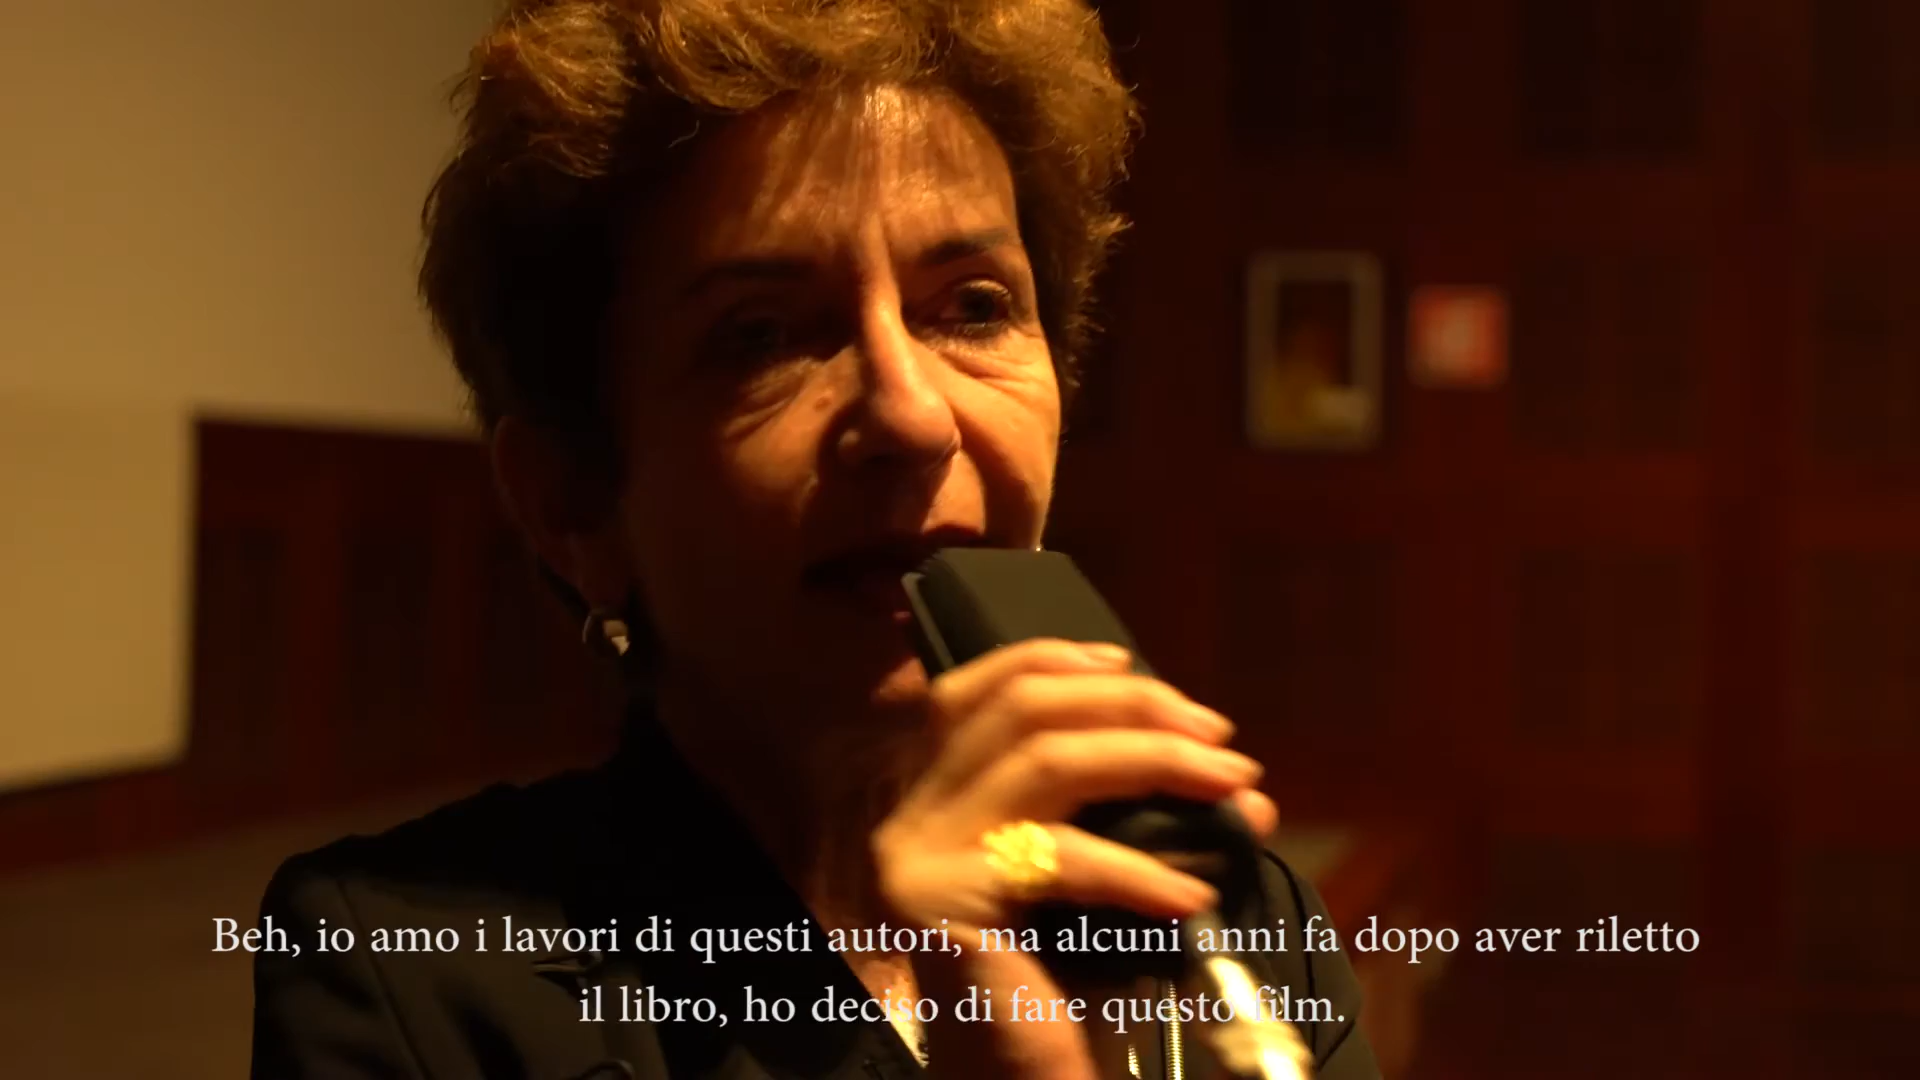 Beh, io amo i lavori di questi autori, ma alcuni anni fa dopo aver riletto
il libro, ho deciso di fare questo film.